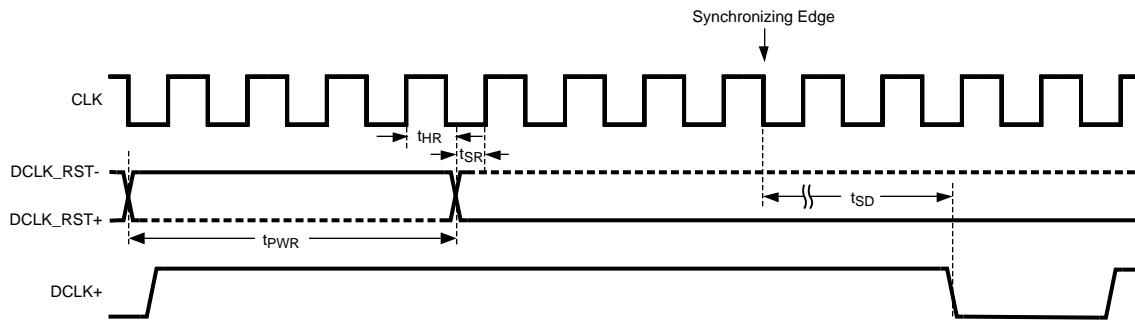 Synchronizing Edge
CLK
tHR
tSR
DCLK_RST-
tSD
DCLK_RST+
tPWR
DCLK+